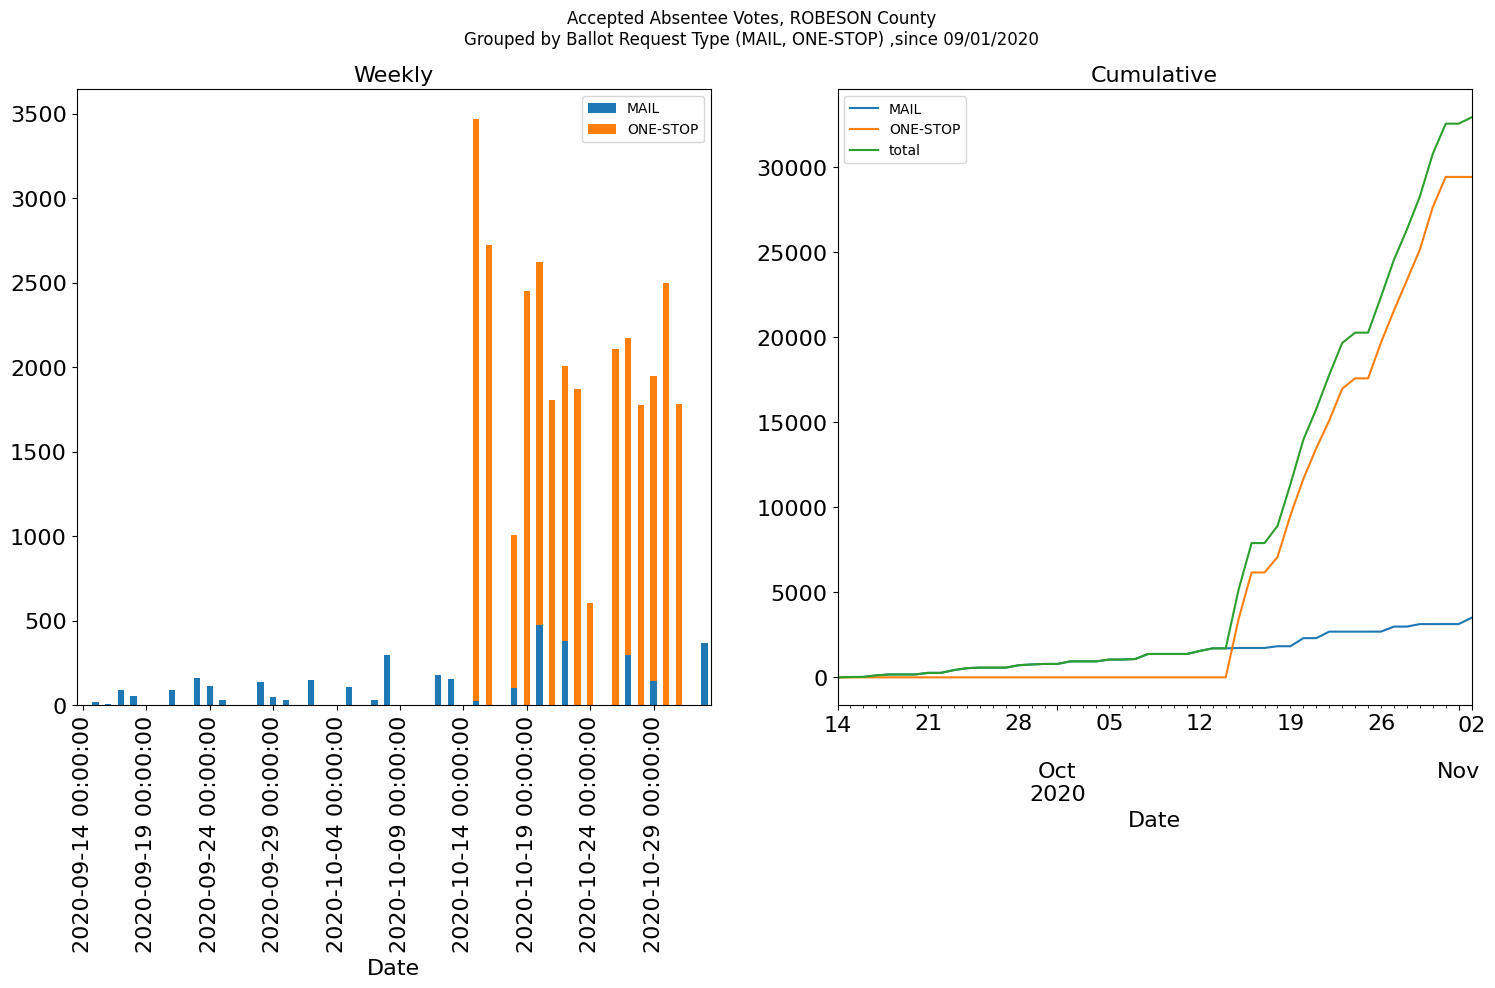 Accepted Absentee Votes, ROBESON County
Grouped by Ballot Request Type (MAIL, ONE-STOP) ,since 09/01/2020
Weekly
3500
3000
2500
2000
1500
1000
500
0
MAIL
ONE-STOP
2020-09-14 00:00:00
2020-09-19 00:00:00
2020-09-24 00:00:00
2020-09-29 00:00:00
2020-10-04 00:00:00
2020-10-09 00:00:00
2020-10-14 00:00:00
2020-10-19 00:00:00
2020-10-24 00:00:00
2020-10-29 00:00:00
Date
Cumulative
MAIL
ONE-STOP
total
30000
25000
20000
15000
10000
5000
0
14 21 28 05 12 19 26 02
Oct Nov
2020
Date